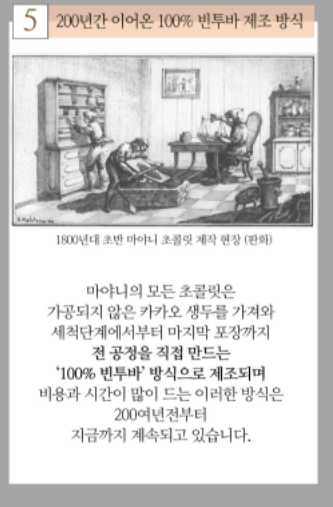 5 200년간 이어온 100% 빈투바 제조 방식
1800년대 초반 마야니 초콜릿 제작 현장 (판화)
마야니의 모든 초콜릿은
가공되지 않은 카카오 생두를 가져와
세척단계에서부터 마지막 포장까지
전 공정을 직접 만드는
‘100% 빈투바’ 방식으로 제조되며
비용과 시간이 많이 드는 이러한 방식은
200여년전부터
지금까지 계속되고 있습니다.